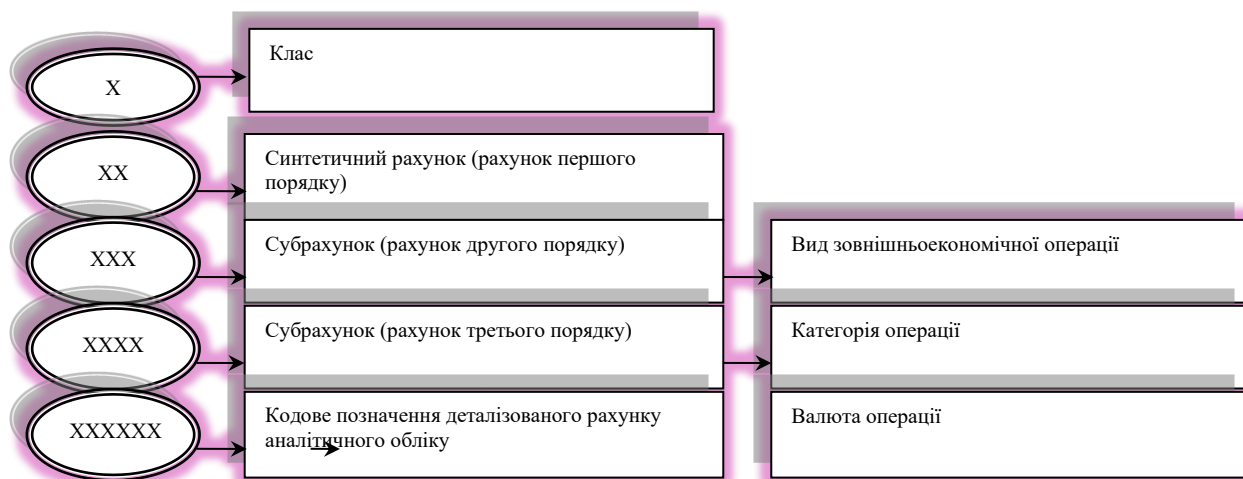 Клас
X
Синтетичний рахунок (рахунок першого
порядку)
XX
Субрахунок (рахунок другого порядку)
Вид зовнішньоекономічної операції
XXX
Субрахунок (рахунок третього порядку)
Категорія операції
XXXX
Кодове позначення деталізованого рахунку
аналітичного обліку
Валюта операції
XXXXXX